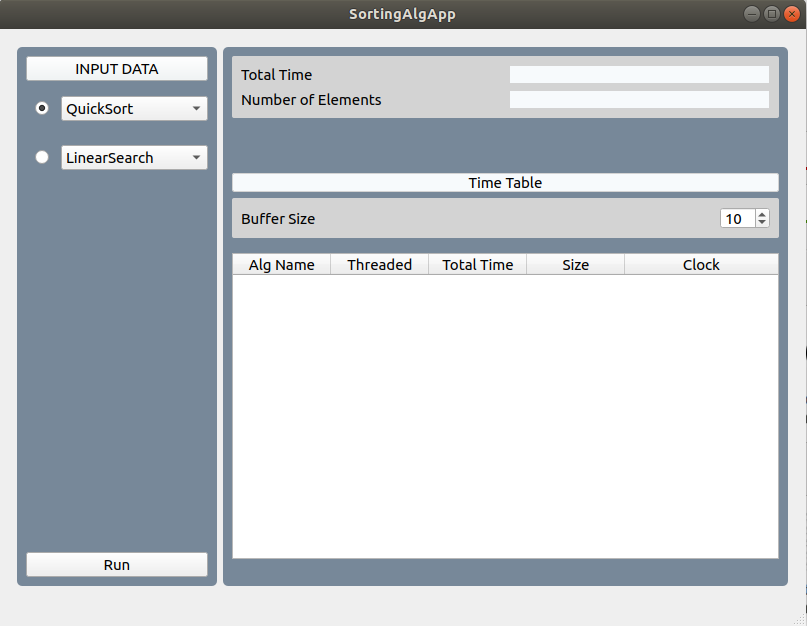 SortingAlgApp
INPUT DATA
QuickSort
LinearSearch
Run
Total Time
Number of Elements
Time Table
Buffer Size 10
Alg Name Threaded Total Time Size Clock